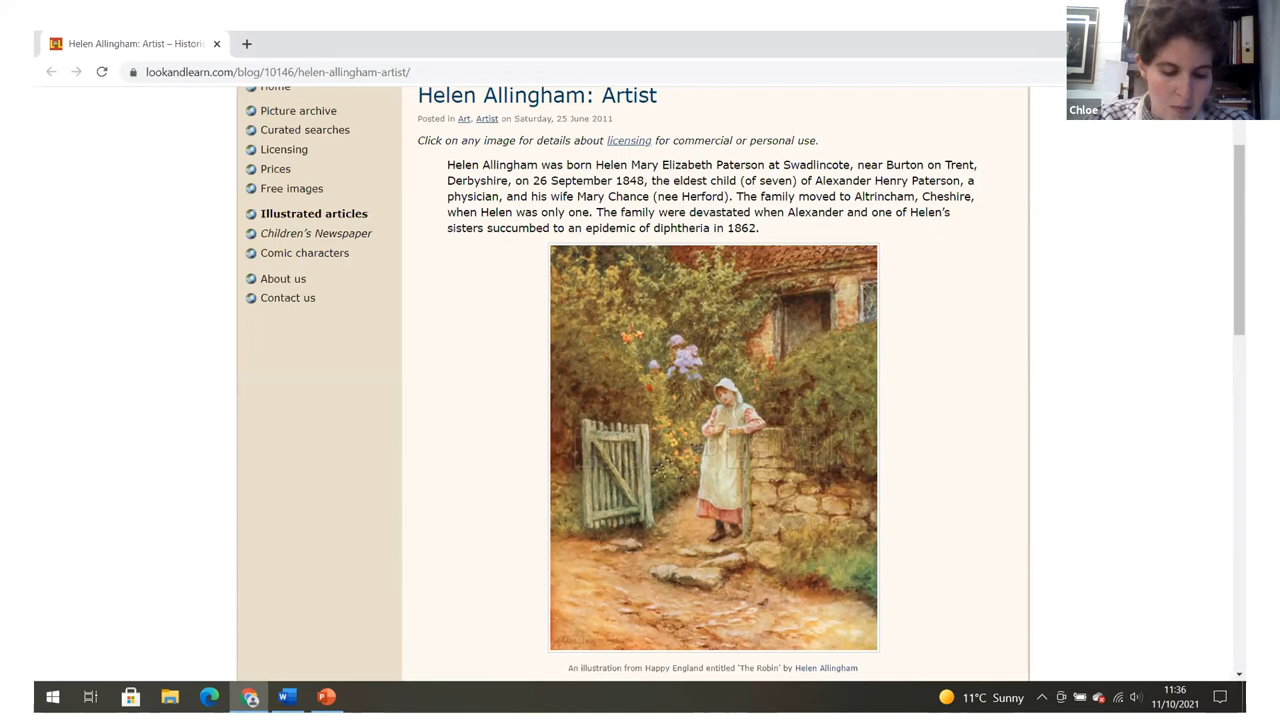 Helen Allingham: Artist – Historic
lookandlearn.com/blog/10146/helen-allingham-artist/
Home
Picture archive
Curated searches
Licensing
Prices
Free images
Illustrated articles
Children's Newspaper
Comic characters
About us
Contact us
Helen Allingham: Artist
Posted in Art, Artist on Saturday, 25 June 2011
Click on any image for details about licensing for commercial or personal use.
Helen Allingham was born Helen Mary Elizabeth Paterson at Swadlincote, near Burton on Trent,
Derbyshire, on 26 September 1848, the eldest child (of seven) of Alexander Henry Paterson, a
physician, and his wife Mary Chance (nee Herford). The family moved to Altrincham, Cheshire,
when Helen was only one. The family were devastated when Alexander and one of Helen's
sisters succumbed to an epidemic of diphtheria in 1862.
An illustration from Happy England entitled 'The Robin' by Helen Allingham
Chloe
11°C Sunny
11:36
11/10/2021